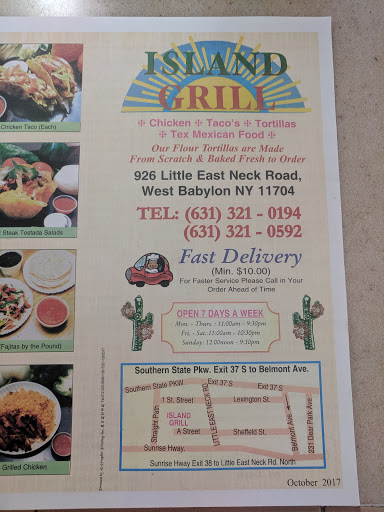 ISLAND
GRILL
Chicken Taco (Each)
✠ Chicken ✠ Taco's ✠ Tortillas
✠ Tex Mexican Food ✠
Our Flour Tortillas are Made
From Scratch & Baked Fresh to Order
926 Little East Neck Road,
West Babylon NY 11704
Steak Tostada Salads
TEL: (631) 321 - 0194
(631) 321 - 0592
Fast Delivery
(Min. $10.00)
For Faster Service Please Call in Your
Order Ahead of Time
OPEN 7 DAYS A WEEK
Mon. - Thurs.: 11:00am - 9:30pm
Fri. - Sat.: 11:00am - 10:30pm
Sunday: 12:00noon - 9:30pm
(Fajitas by the Pound)
Grilled Chicken
Southern State Pkw. Exit 37 S to Belmont Ave.
Southern State PKW
Exit 37 S
Exit 37 S
1 St. Street
Lexington St.
ISLAND
GRILL
Straight Path
LITTLE EAST NECK RD
A Street
Sheffield St.
Belmont Ave.
231 Dear Park Ave.
Sunrise Hway.
Sunrise Hway Exit 38 to Little East Neck Rd. North
October 2017